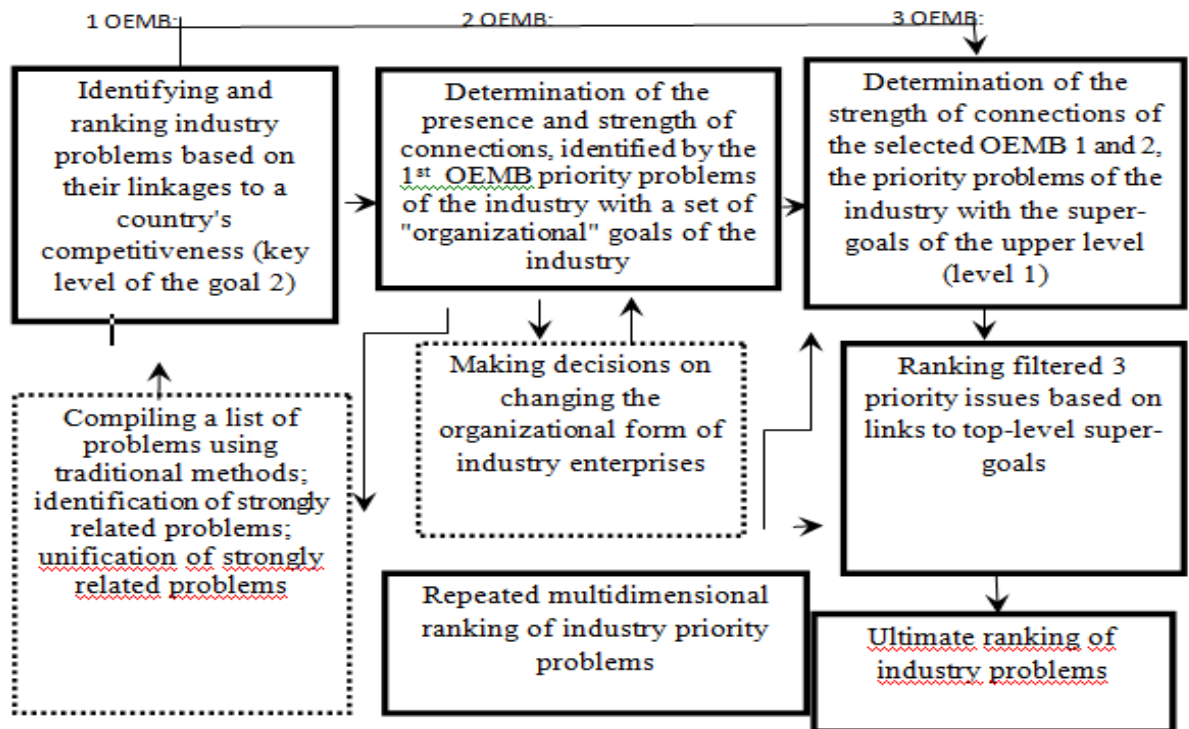 1 OEMB:
2 OEMB:
3 OEMB:
Identifying and
ranking industry
problems based on
their linkages to a
country's
competitiveness (key
level of the goal 2)
Determination of the
presence and strength of
connections, identified by the
1st OEMB priority problems
of the industry with a set of
"organizational" goals of the
industry
Determination of the
strength of connections of
the selected OEMB 1 and 2,
the priority problems of the
industry with the super-
goals of the upper level
(level 1)
Compiling a list of
problems using
traditional methods;
identification of strongly
related problems;
unification of strongly
related problems
Making decisions on
changing the
organizational form of
industry enterprises
Ranking filtered 3
priority issues based on
links to top-level super-
goals
Repeated multidimensional
ranking of industry priority
problems
Ultimate ranking of
industry problems